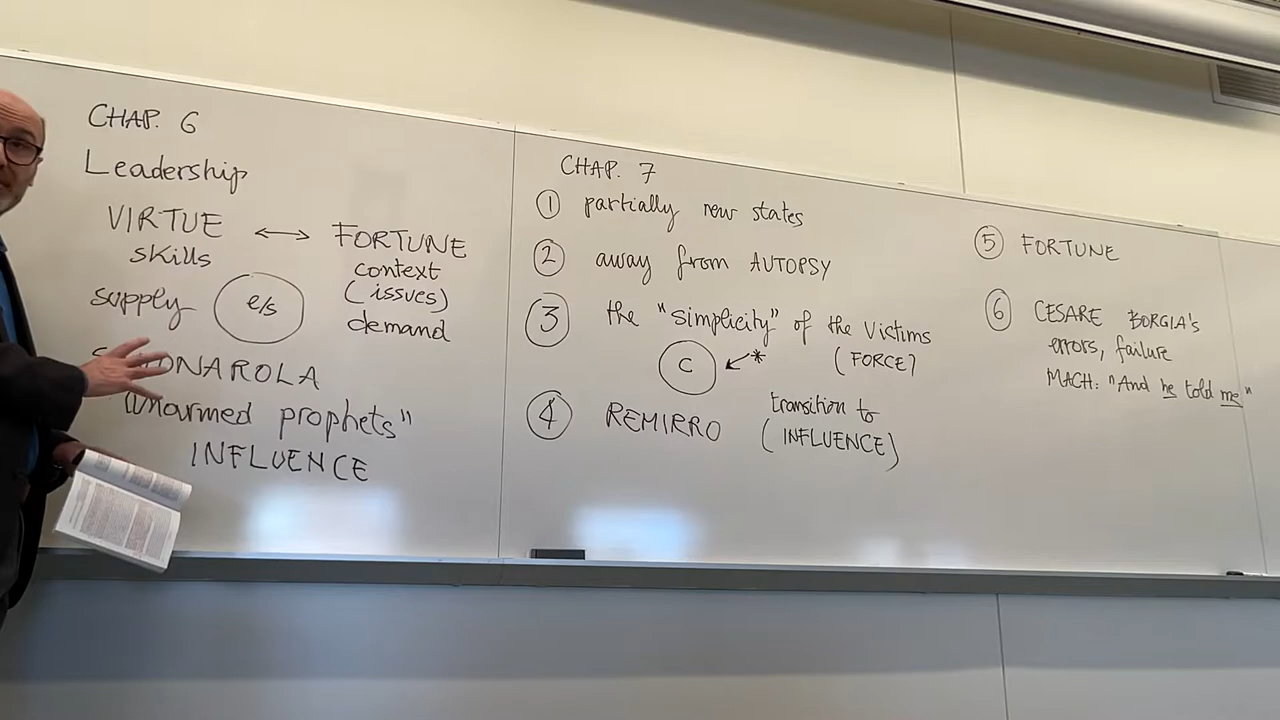 CHAP. 6
Leadership
VIRTUE ↔ FORTUNE
skills context
(issues)
supply e/s demand
"Unarmed prophets"
INFLUENCE
CHAP. 7
1 partially new states
2 away from AUTOPSY
3 the "simplicity" of the victims
(FORCE)
C ← *
4 REMIRRO transition to
(INFLUENCE)
5 FORTUNE
6 CESARE BORGIA's
errors, failure
MACH: "And he told me"